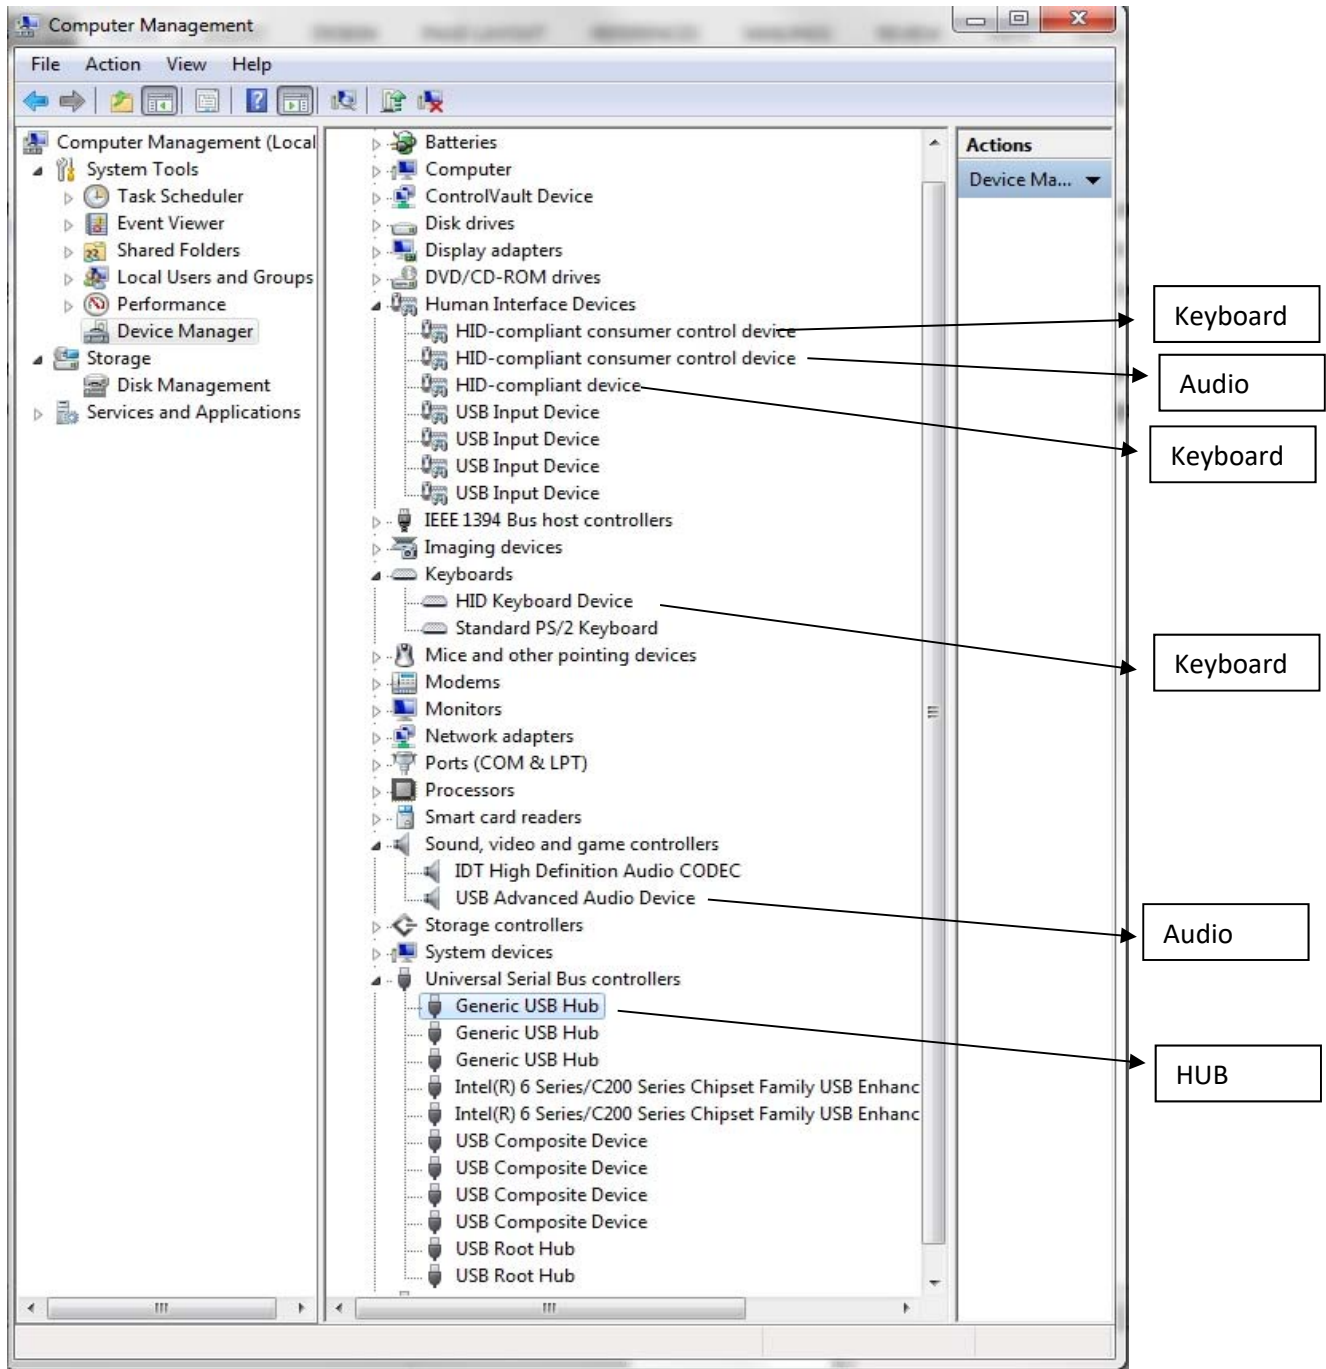 Computer Management
File Action View Help
Computer Management (Local
System Tools
Task Scheduler
Event Viewer
Shared Folders
Local Users and Groups
Performance
Device Manager
Storage
Disk Management
Services and Applications
Batteries
Computer
ControlVault Device
Disk drives
Display adapters
DVD/CD-ROM drives
Human Interface Devices
HID-compliant consumer control device
HID-compliant consumer control device
HID-compliant device
USB Input Device
USB Input Device
USB Input Device
USB Input Device
IEEE 1394 Bus host controllers
Imaging devices
Keyboards
HID Keyboard Device
Standard PS/2 Keyboard
Mice and other pointing devices
Modems
Monitors
Network adapters
Ports (COM & LPT)
Processors
Smart card readers
Sound, video and game controllers
IDT High Definition Audio CODEC
USB Advanced Audio Device
Storage controllers
System devices
Universal Serial Bus controllers
Generic USB Hub
Generic USB Hub
Generic USB Hub
Intel(R) 6 Series/C200 Series Chipset Family USB Enhanc
Intel(R) 6 Series/C200 Series Chipset Family USB Enhanc
USB Composite Device
USB Composite Device
USB Composite Device
USB Composite Device
USB Root Hub
USB Root Hub
Actions
Device Ma...
Keyboard
Audio
Keyboard
Keyboard
Audio
HUB